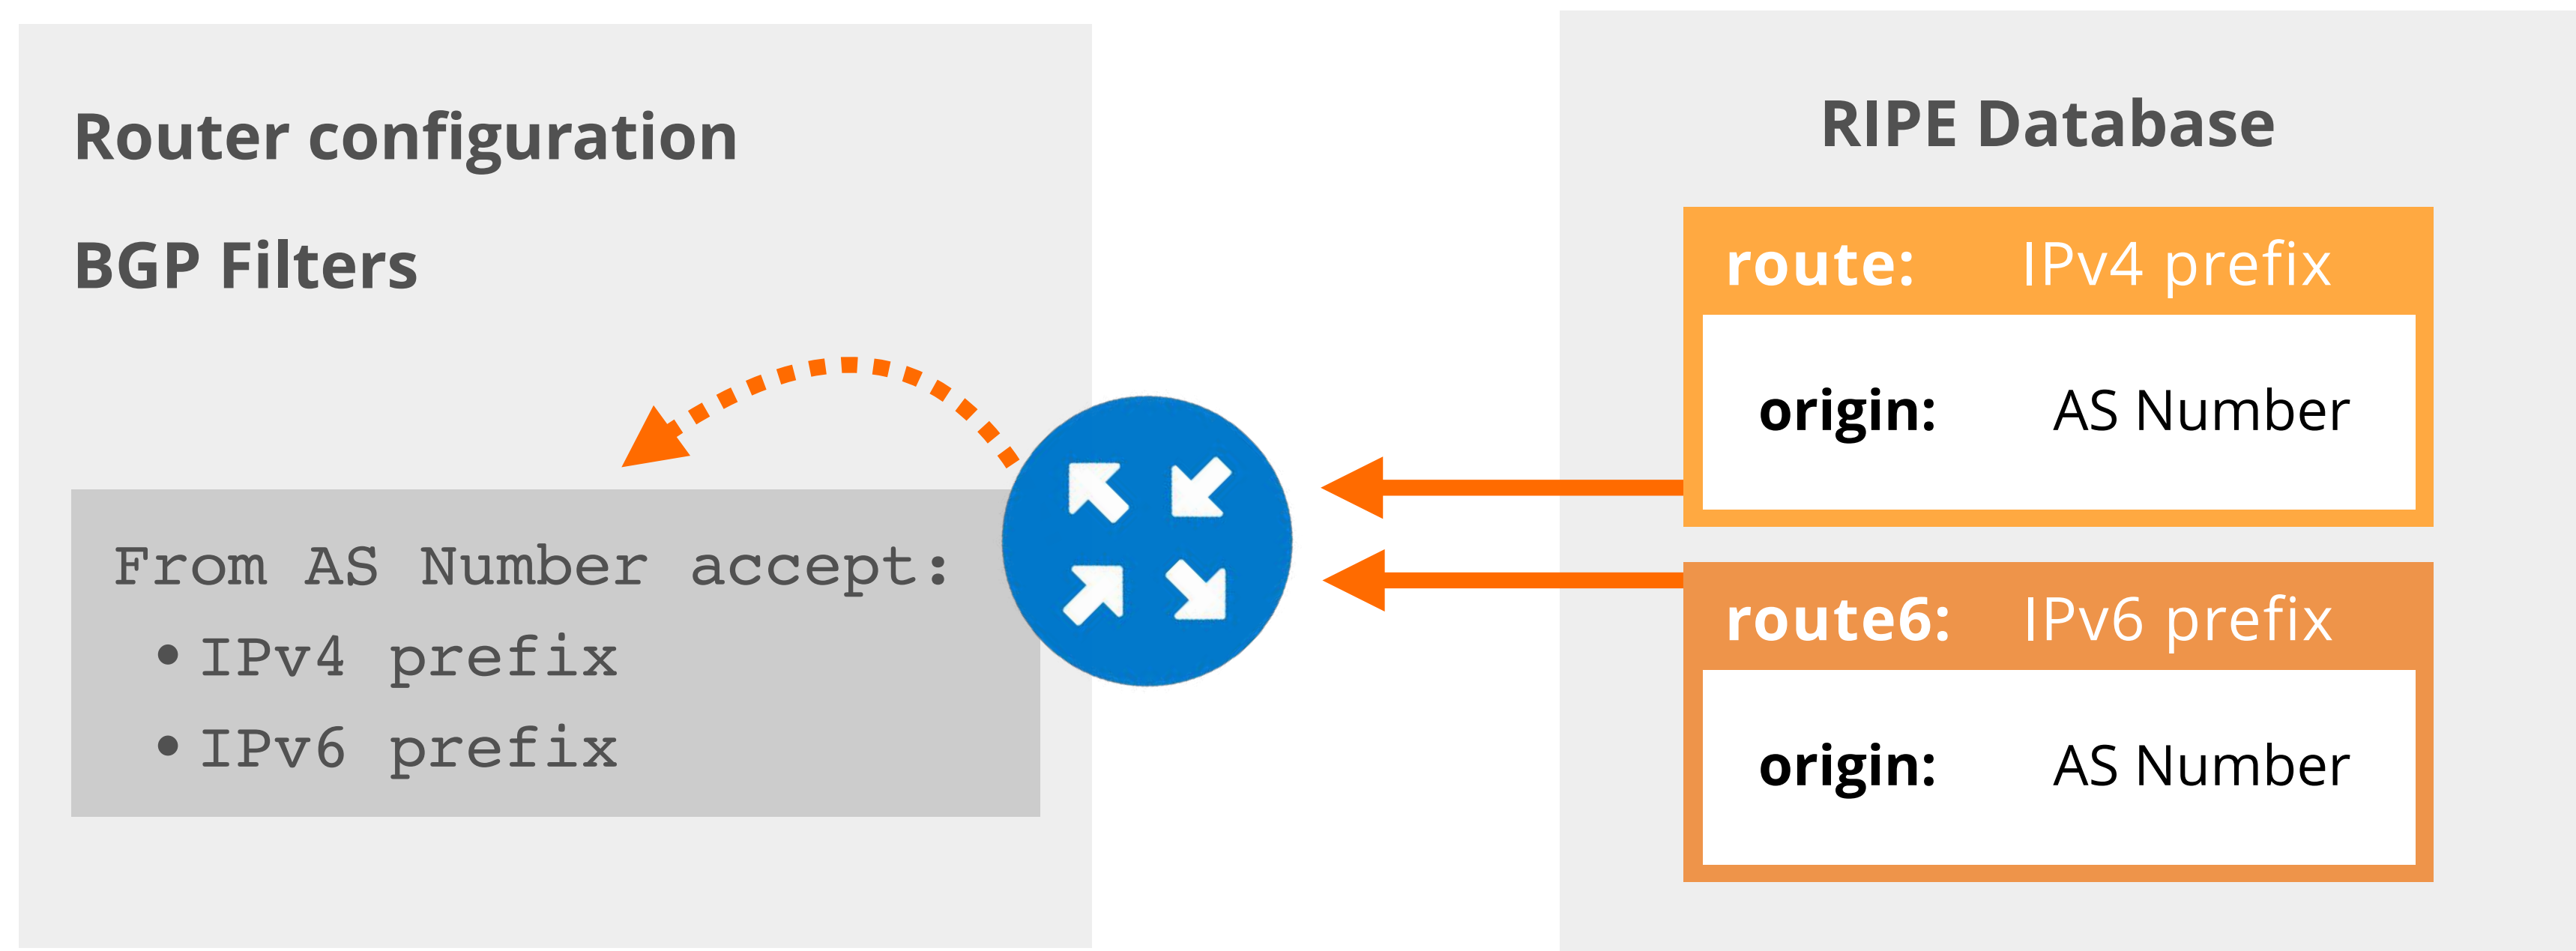 Router configuration
BGP Filters
From AS Number accept:
• IPv4 prefix
• IPv6 prefix
RIPE Database
route: IPv4 prefix
origin: AS Number
route6: IPv6 prefix
origin: AS Number